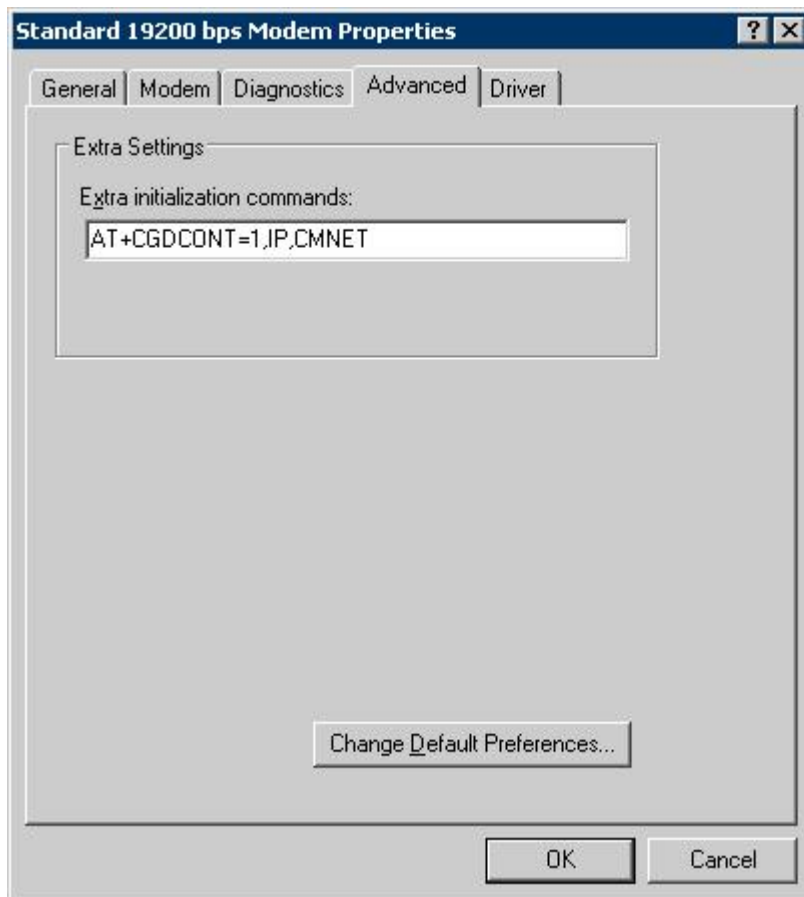 Standard 19200 bps Modem Properties
General Modem Diagnostics Advanced Driver
Extra Settings
Extra initialization commands:
AT+CGDCONT=1,IP,CMNET
Change Default Preferences...
OK Cancel